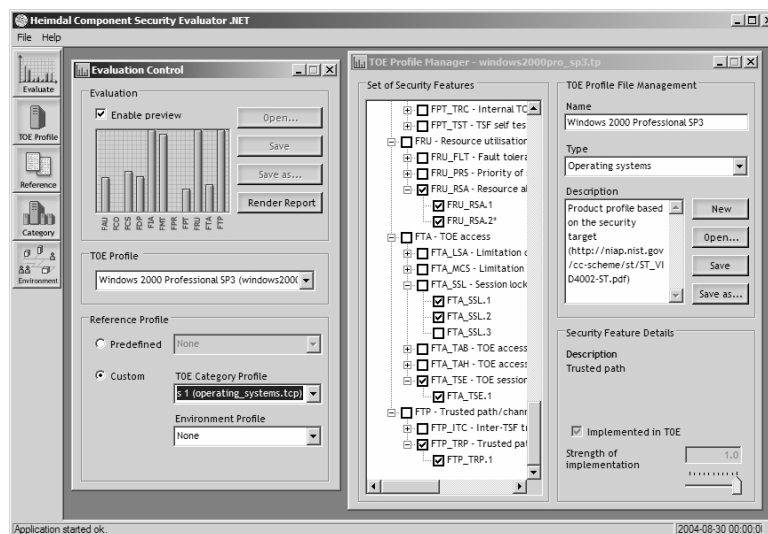 Heimdal Component Security Evaluator .NET
File Help
Evaluate
TOE Profile
Reference
Category
Environment
Evaluation Control
Evaluation
Enable preview
Open...
Save
Save as...
Render Report
FAU
FCO
FCS
FDP
FIA
FMT
FPR
FPT
FRU
FTA
FTP
TOE Profile
Windows 2000 Professional SP3 (windows200(
Reference Profile
Predefined
None
Custom
TOE Category Profile
s 1 (operating_systems.tcp)
Environment Profile
None
TOE Profile Manager - windows2000pro_sp3.tp
Set of Security Features
FPT_TRC - Internal TC
FPT_TST - TSF self tes
FRU - Resource utilisation
FRU_FLT - Fault tolera
FRU_PRS - Priority of
FRU_RSA - Resource al
FRU_RSA.1
FRU_RSA.2*
FTA - TOE access
FTA_LSA - Limitation c
FTA_MCS - Limitation
FTA_SSL - Session lock
FTA_SSL.1
FTA_SSL.2
FTA_SSL.3
FTA_TAB - TOE access
FTA_TAH - TOE access
FTA_TSE - TOE session
FTA_TSE.1
FTP - Trusted path/chanr
FTP_ITC - Inter-TSF tr
FTP_TRP - Trusted pat
FTP_TRP.1
TOE Profile File Management
Name
Windows 2000 Professional SP3
Type
Operating systems
Description
Product profile based
on the security
target
(http://niap.nist.gov
/cc-scheme/st/ST_VI
D4002-ST.pdf)
New
Open...
Save
Save as...
Security Feature Details
Description
Trusted path
Implemented in TOE
Strength of
implementation
1.0
Application started ok.
2004-08-30 00:00:0